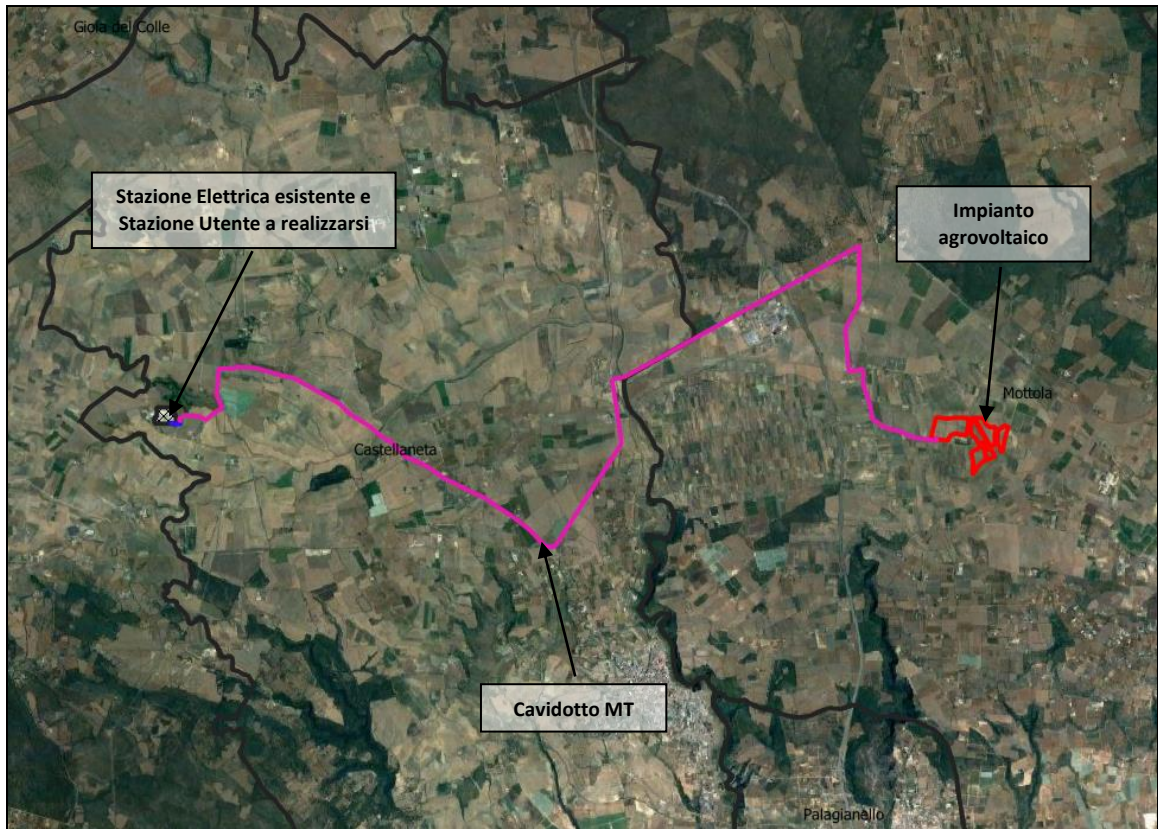 Gioia del Colle
Stazione Elettrica esistente e
Stazione Utente a realizzarsi
Impianto
agrovoltaico
Mottola
Castellaneta
Cavidotto MT
Palagianello